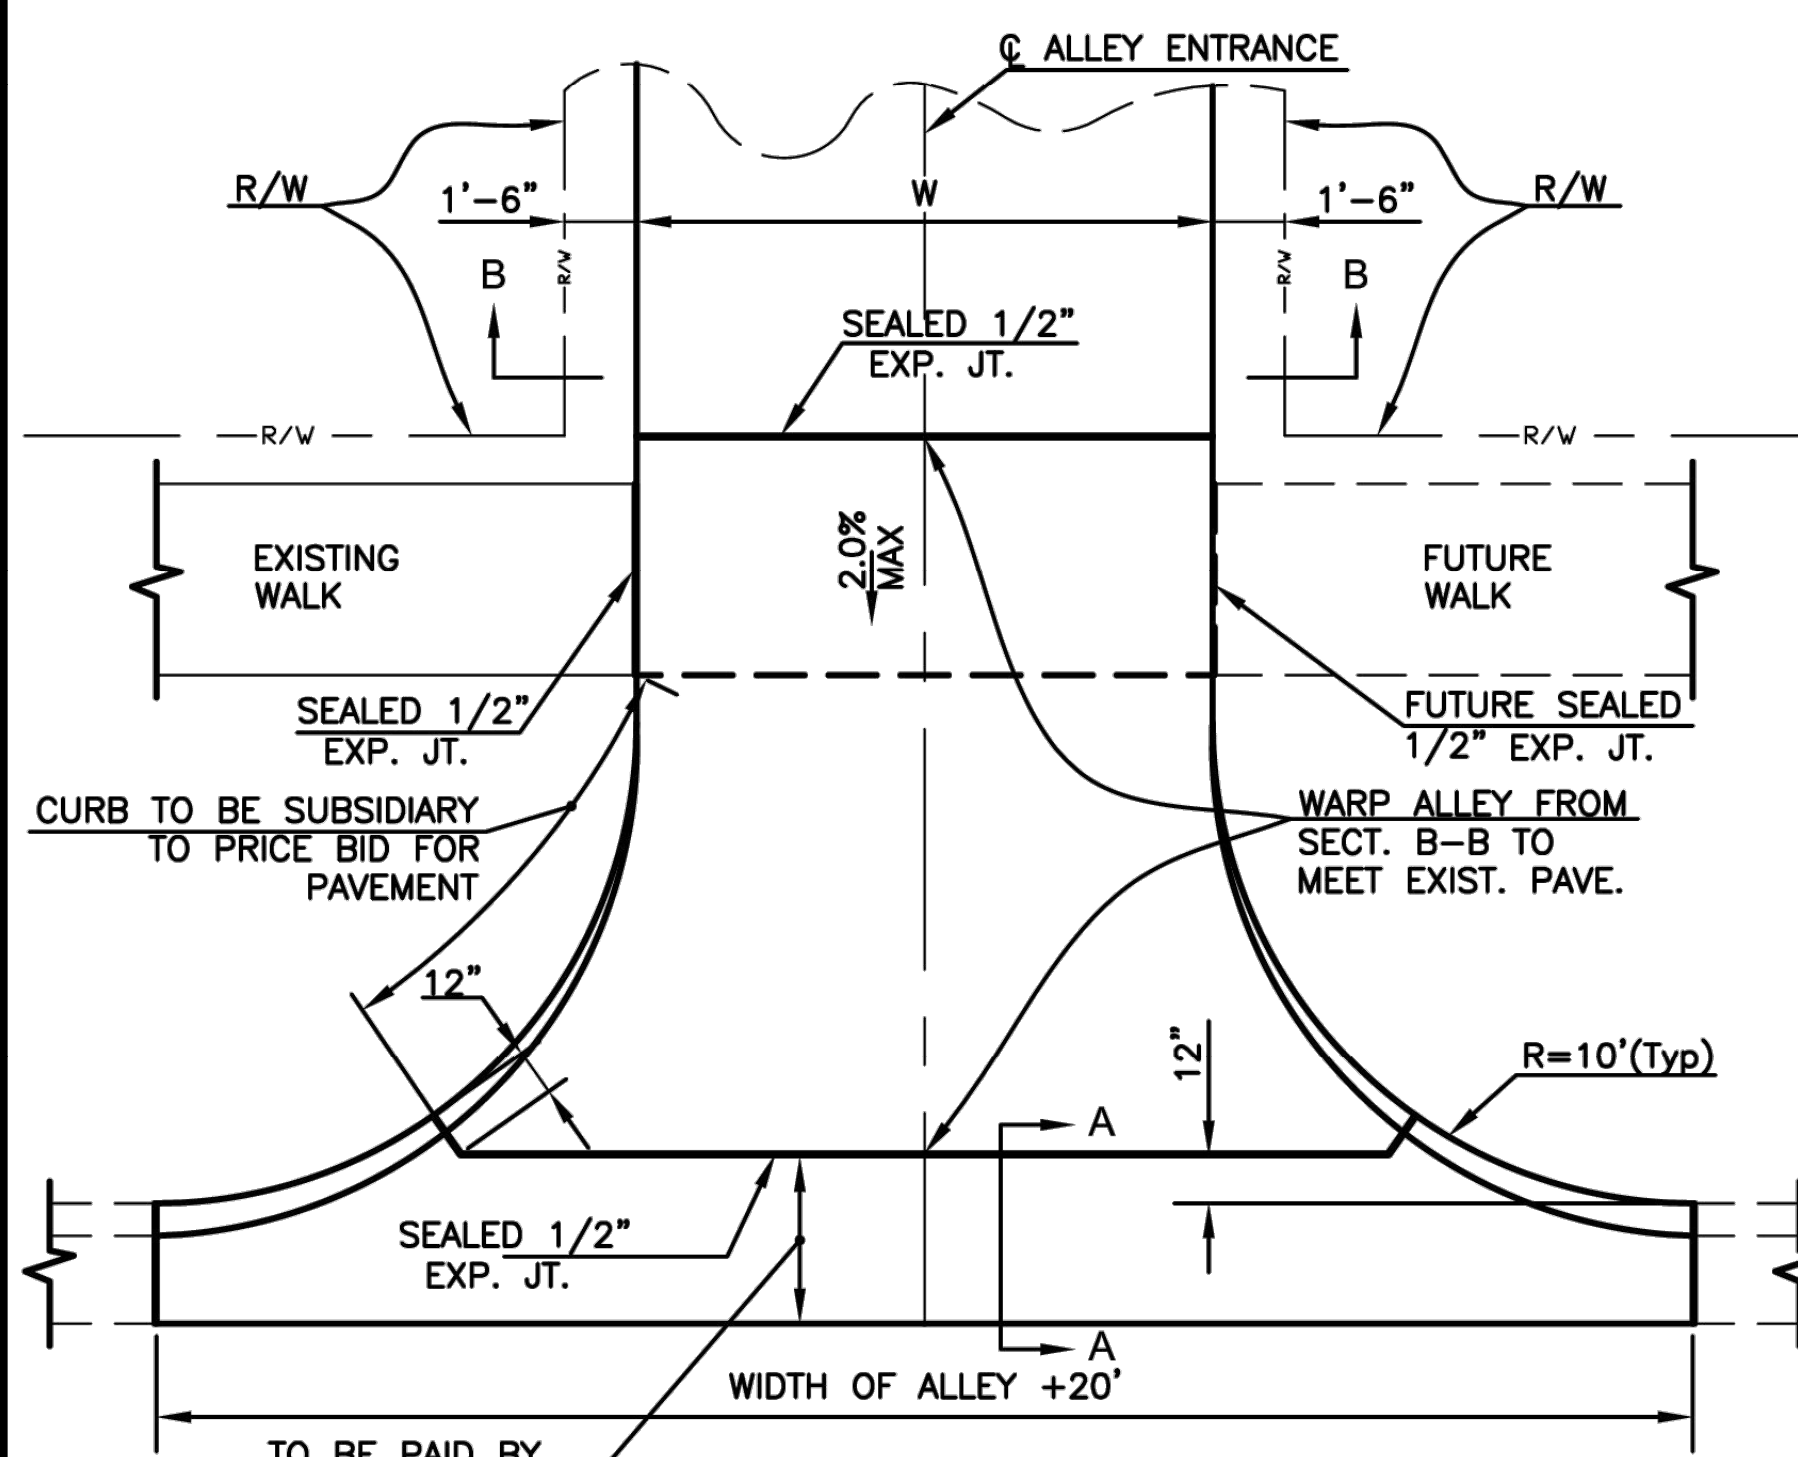 ℄ ALLEY ENTRANCE
R/W
1'-6"
W
1'-6"
R/W
B
R/W
R/W
B
SEALED 1/2"
EXP. JT.
R/W
R/W
2.0%
MAX
EXISTING
WALK
FUTURE
WALK
SEALED 1/2"
EXP. JT.
FUTURE SEALED
1/2" EXP. JT.
CURB TO BE SUBSIDIARY
TO PRICE BID FOR
PAVEMENT
WARP ALLEY FROM
SECT. B-B TO
MEET EXIST. PAVE.
12"
12"
R=10'(Typ)
A
SEALED 1/2"
EXP. JT.
A
WIDTH OF ALLEY +20'
TO BE PAID BY